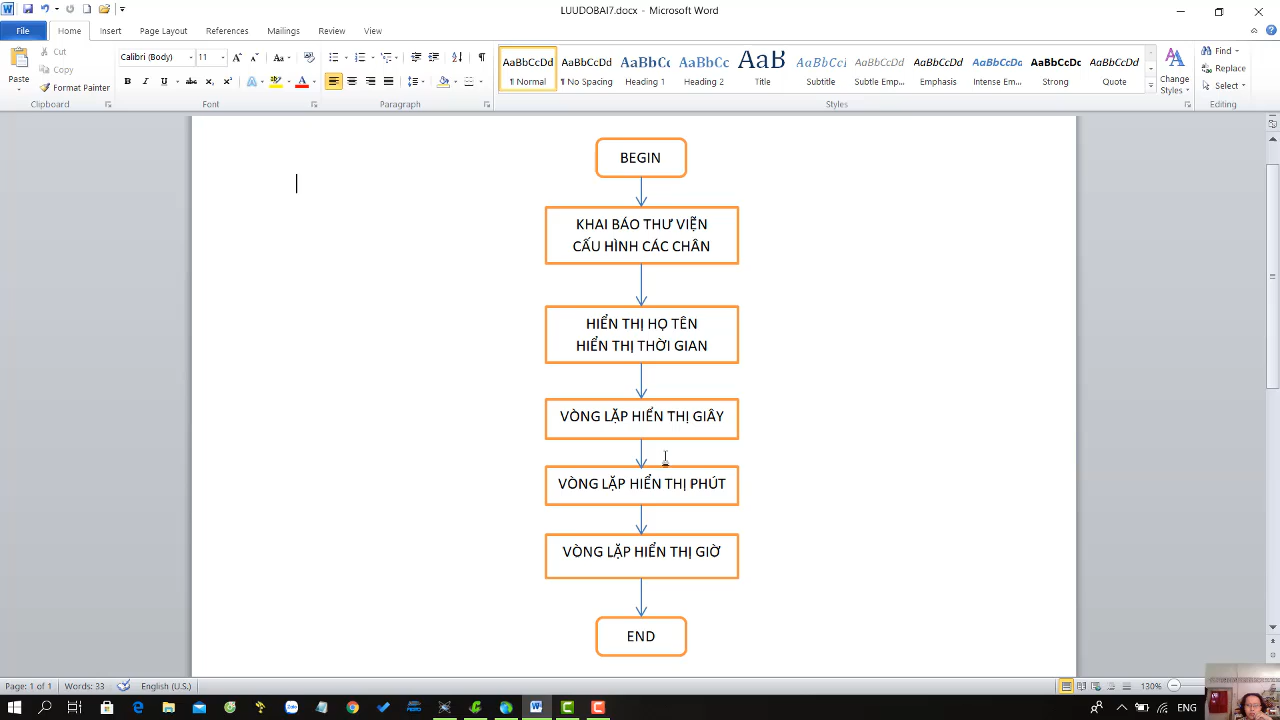 LUUDOBAI7.docx - Microsoft Word
File Home Insert Page Layout References Mailings Review View
Paste
Cut
Copy
Format Painter
Clipboard
Calibri (Body) 11
Font
Paragraph
AaBbCcDd AaBbCcDd AaBbCc AaBbCc AaB AaBbCcl AaBbCcDd AaBbCcDd AaBbCcDd AaBbCcDc AaBbCcDd
¶ Normal ¶ No Spacing Heading 1 Heading 2 Title Subtitle Subtle Emp... Emphasis Intense Em... Strong Quote
Styles
Change
Styles
Find
Replace
Select
Editing
BEGIN
KHAI BÁO THƯ VIỆN
CẤU HÌNH CÁC CHÂN
HIỂN THỊ HỌ TÊN
HIỂN THỊ THỜI GIAN
VÒNG LẶP HIỂN THỊ GIÂY
VÒNG LẶP HIỂN THỊ PHÚT
VÒNG LẶP HIỂN THỊ GIỜ
END
Page: 1 of 1 Words: 33 English (U.S.) 130%
ENG